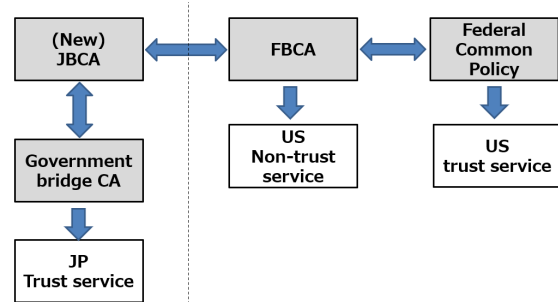 (New)
JBCA
FBCA
Federal
Common
Policy
Government
bridge CA
US
Non-trust
service
US
trust service
JP
Trust service